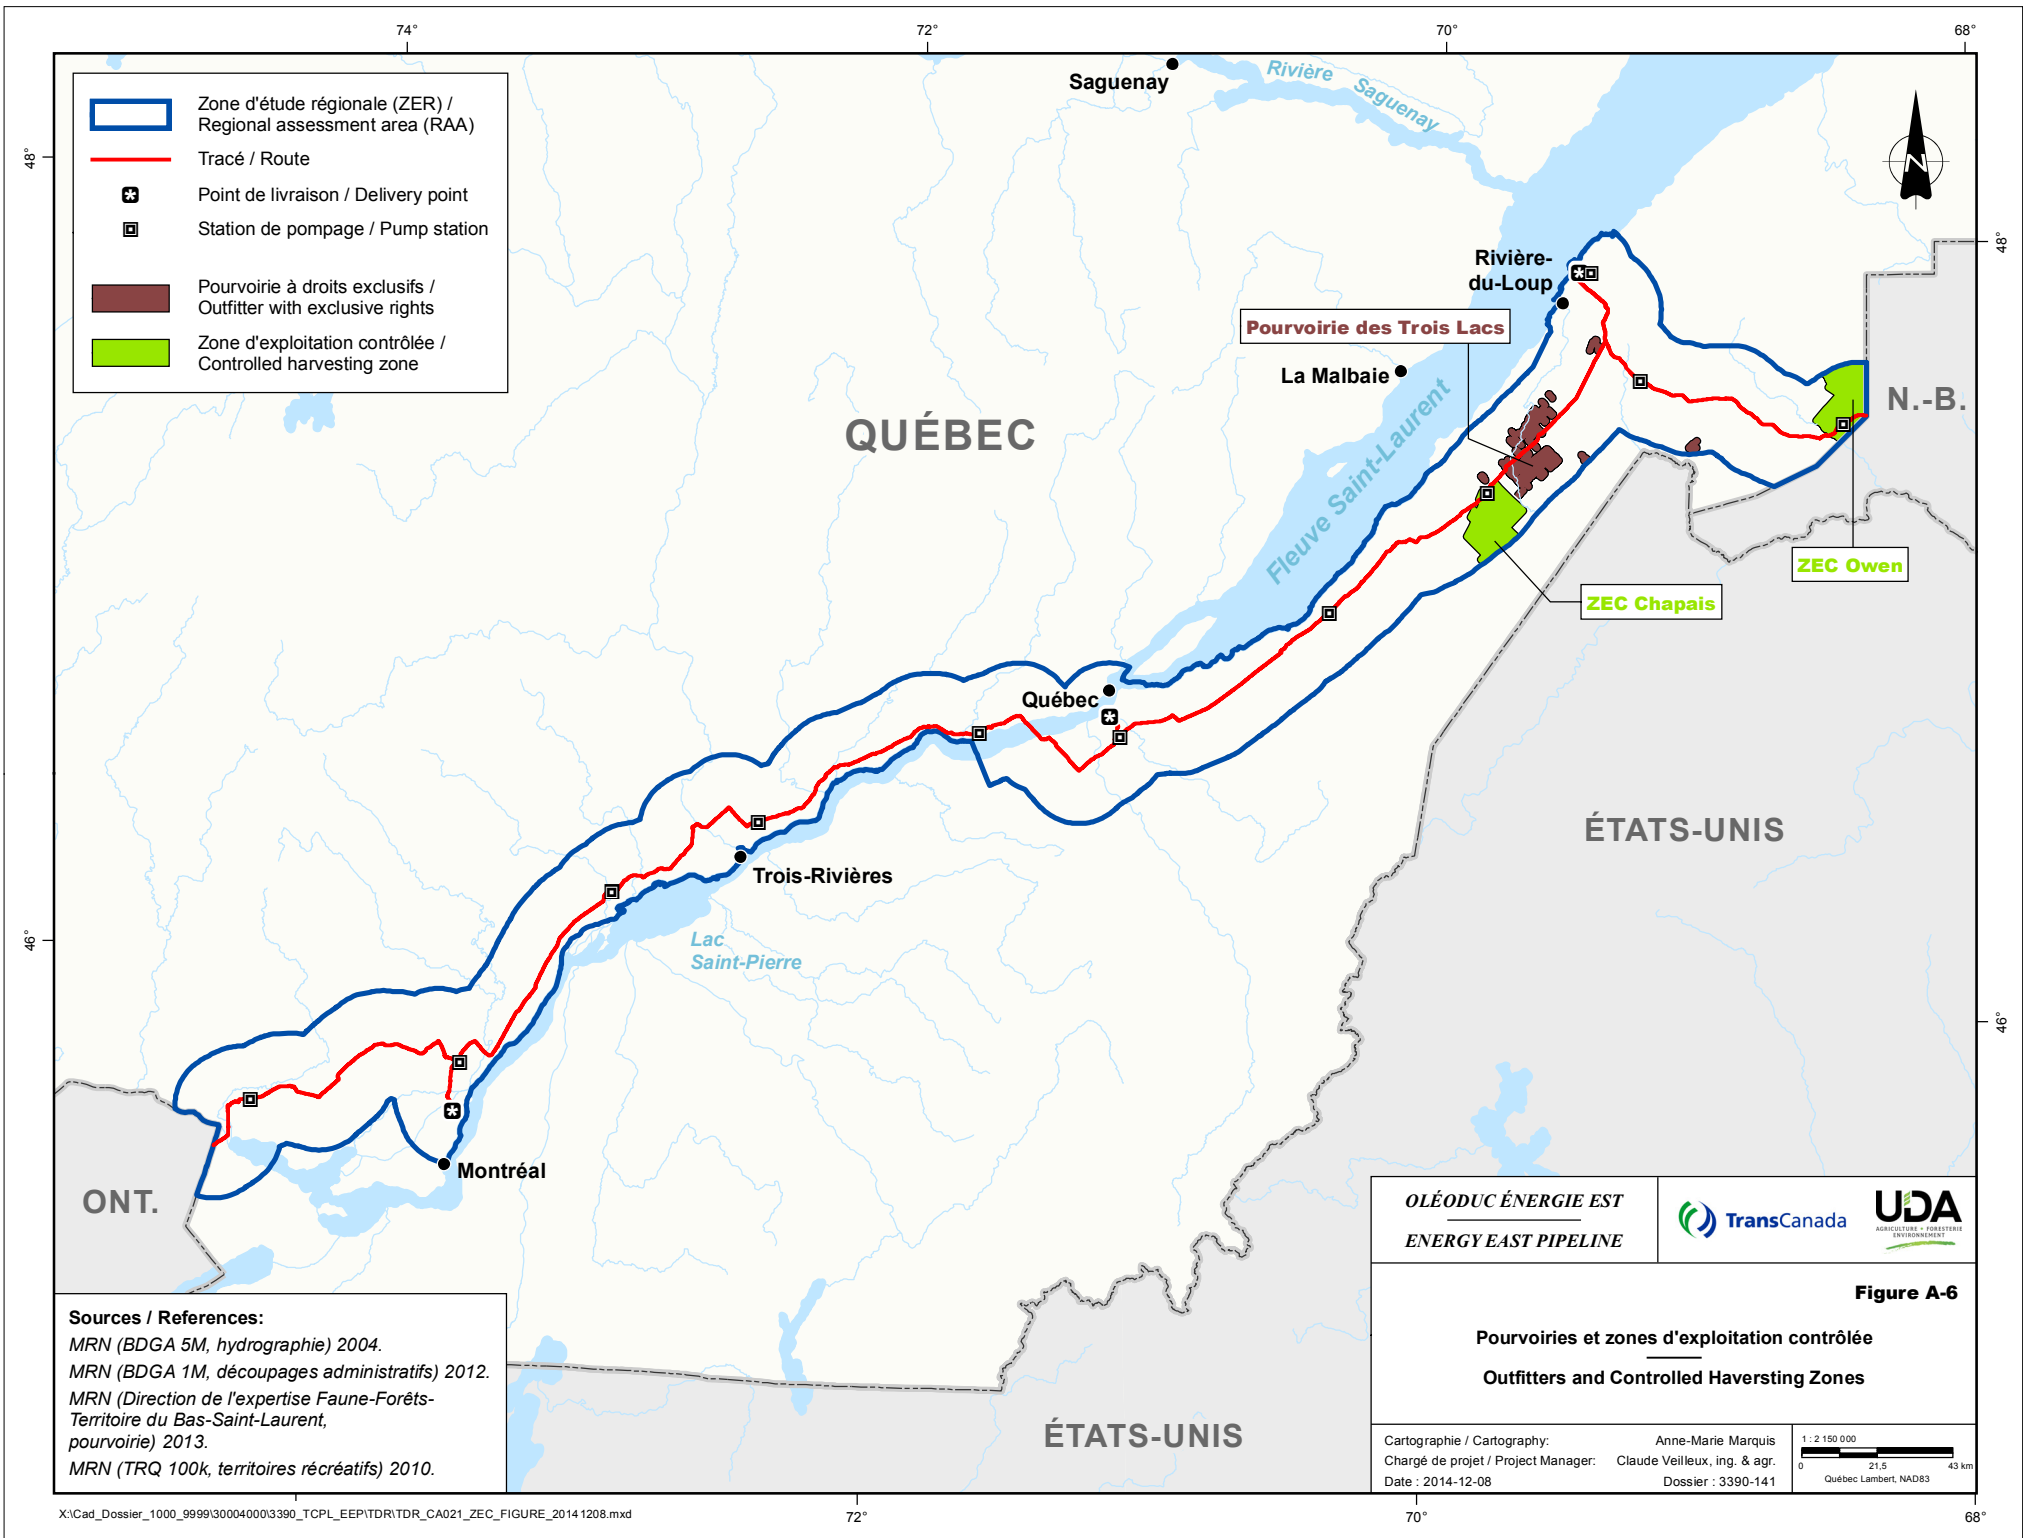 74°
72°
70°
68°
48°
48°
46°
46°
72°
70°
68°
Zone d'étude régionale (ZER) /
Regional assessment area (RAA)
Tracé / Route
Point de livraison / Delivery point
Station de pompage / Pump station
Pourvoirie à droits exclusifs /
Outfitter with exclusive rights
Zone d'exploitation contrôlée /
Controlled harvesting zone
Saguenay
Rivière
Saguenay
N
Rivière-
du-Loup
Pourvoirie des Trois Lacs
La Malbaie
N.-B.
QUÉBEC
Fleuve Saint-Laurent
ZEC Owen
ZEC Chapais
Québec
ÉTATS-UNIS
Trois-Rivières
Lac
Saint-Pierre
Montréal
ONT.
ÉTATS-UNIS
Sources / References:
MRN (BDGA 5M, hydrographie) 2004.
MRN (BDGA 1M, découpages administratifs) 2012.
MRN (Direction de l'expertise Faune-Forêts-
Territoire du Bas-Saint-Laurent,
pourvoirie) 2013.
MRN (TRQ 100k, territoires récréatifs) 2010.
OLÉODUC ÉNERGIE EST
ENERGY EAST PIPELINE
TransCanada
UDA
AGRICULTURE • FORESTERIE
ENVIRONNEMENT
Figure A-6
Pourvoiries et zones d'exploitation contrôlée
Outfitters and Controlled Haversting Zones
Cartographie / Cartography: Anne-Marie Marquis
Chargé de projet / Project Manager: Claude Veilleux, ing. & agr.
Date : 2014-12-08 Dossier : 3390-141
1 : 2 150 000
0 21,5 43 km
Québec Lambert, NAD83
X:\Cad_Dossier_1000_9999\30004000\3390_TCPL_EEP\TDR\TDR_CA021_ZEC_FIGURE_20141208.mxd